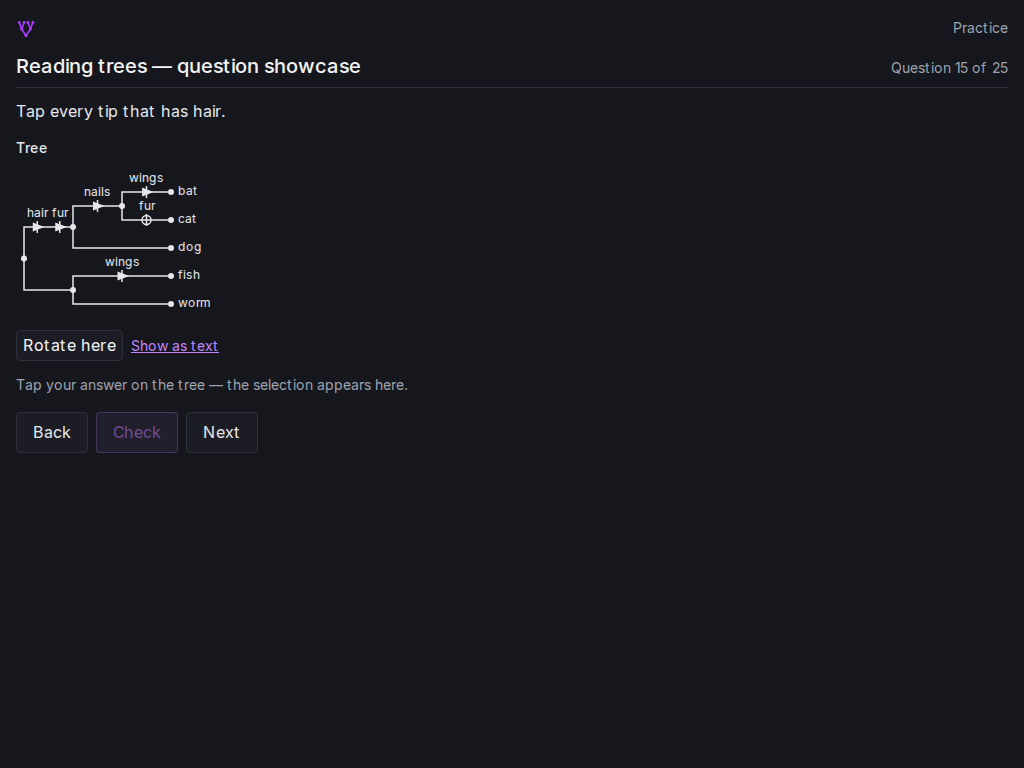 Practice
Reading trees — question showcase
Question 15 of 25
Tap every tip that has hair.
Tree
wings
nails
bat
fur
hair fur
cat
dog
wings
fish
worm
Rotate here
Show as text
Tap your answer on the tree — the selection appears here.
Back
Check
Next